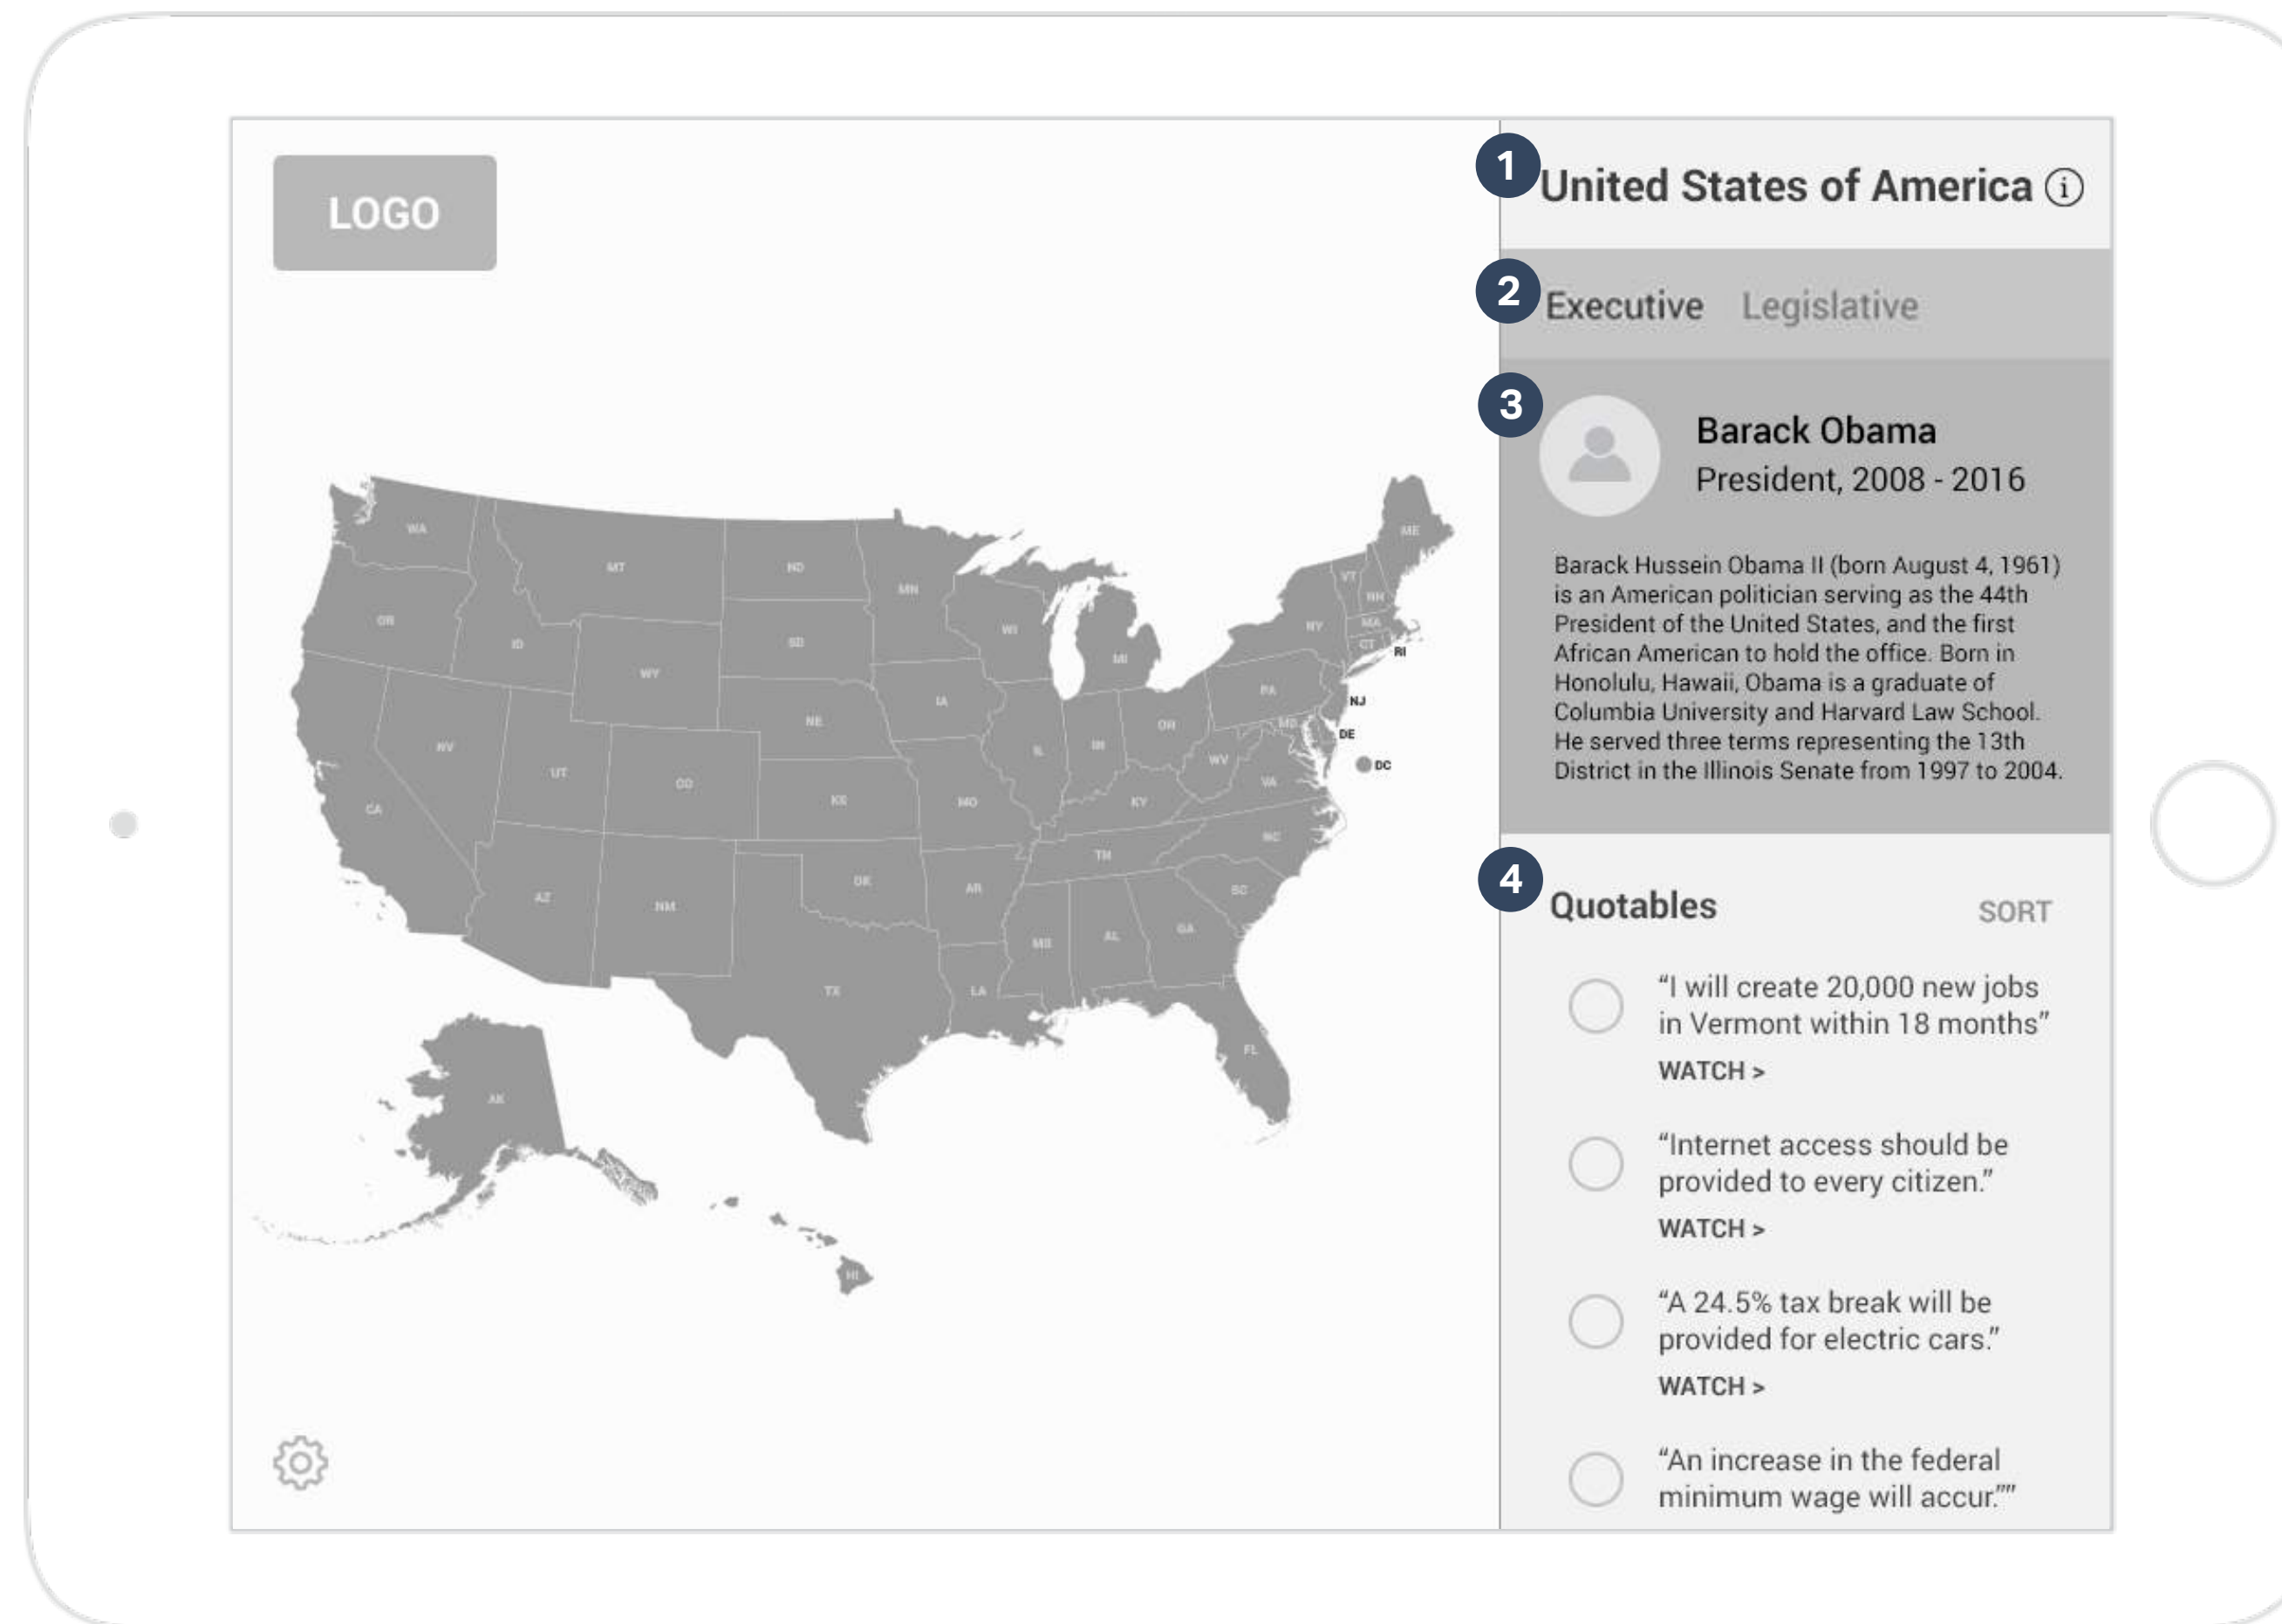 LOGO
1
United States of America
i
2
Executive Legislative
3
Barack Obama
President, 2008 - 2016
Barack Hussein Obama II (born August 4, 1961)
is an American politician serving as the 44th
President of the United States, and the first
African American to hold the office. Born in
Honolulu, Hawaii, Obama is a graduate of
Columbia University and Harvard Law School.
He served three terms representing the 13th
District in the Illinois Senate from 1997 to 2004.
4
Quotables SORT
“I will create 20,000 new jobs
in Vermont within 18 months”
WATCH >
“Internet access should be
provided to every citizen.”
WATCH >
“A 24.5% tax break will be
provided for electric cars.”
WATCH >
“An increase in the federal
minimum wage will accur.””
WA
MT
ND
MN
ME
VT
NH
OR
ID
SD
WI
NY
MA
CT
RI
WY
MI
IA
PA
NJ
NE
OH
MD
DE
NV
IL
IN
WV
DC
UT
CO
VA
CA
KS
MO
KY
NC
TN
AZ
NM
OK
AR
SC
MS
AL
GA
TX
LA
FL
AK
HI